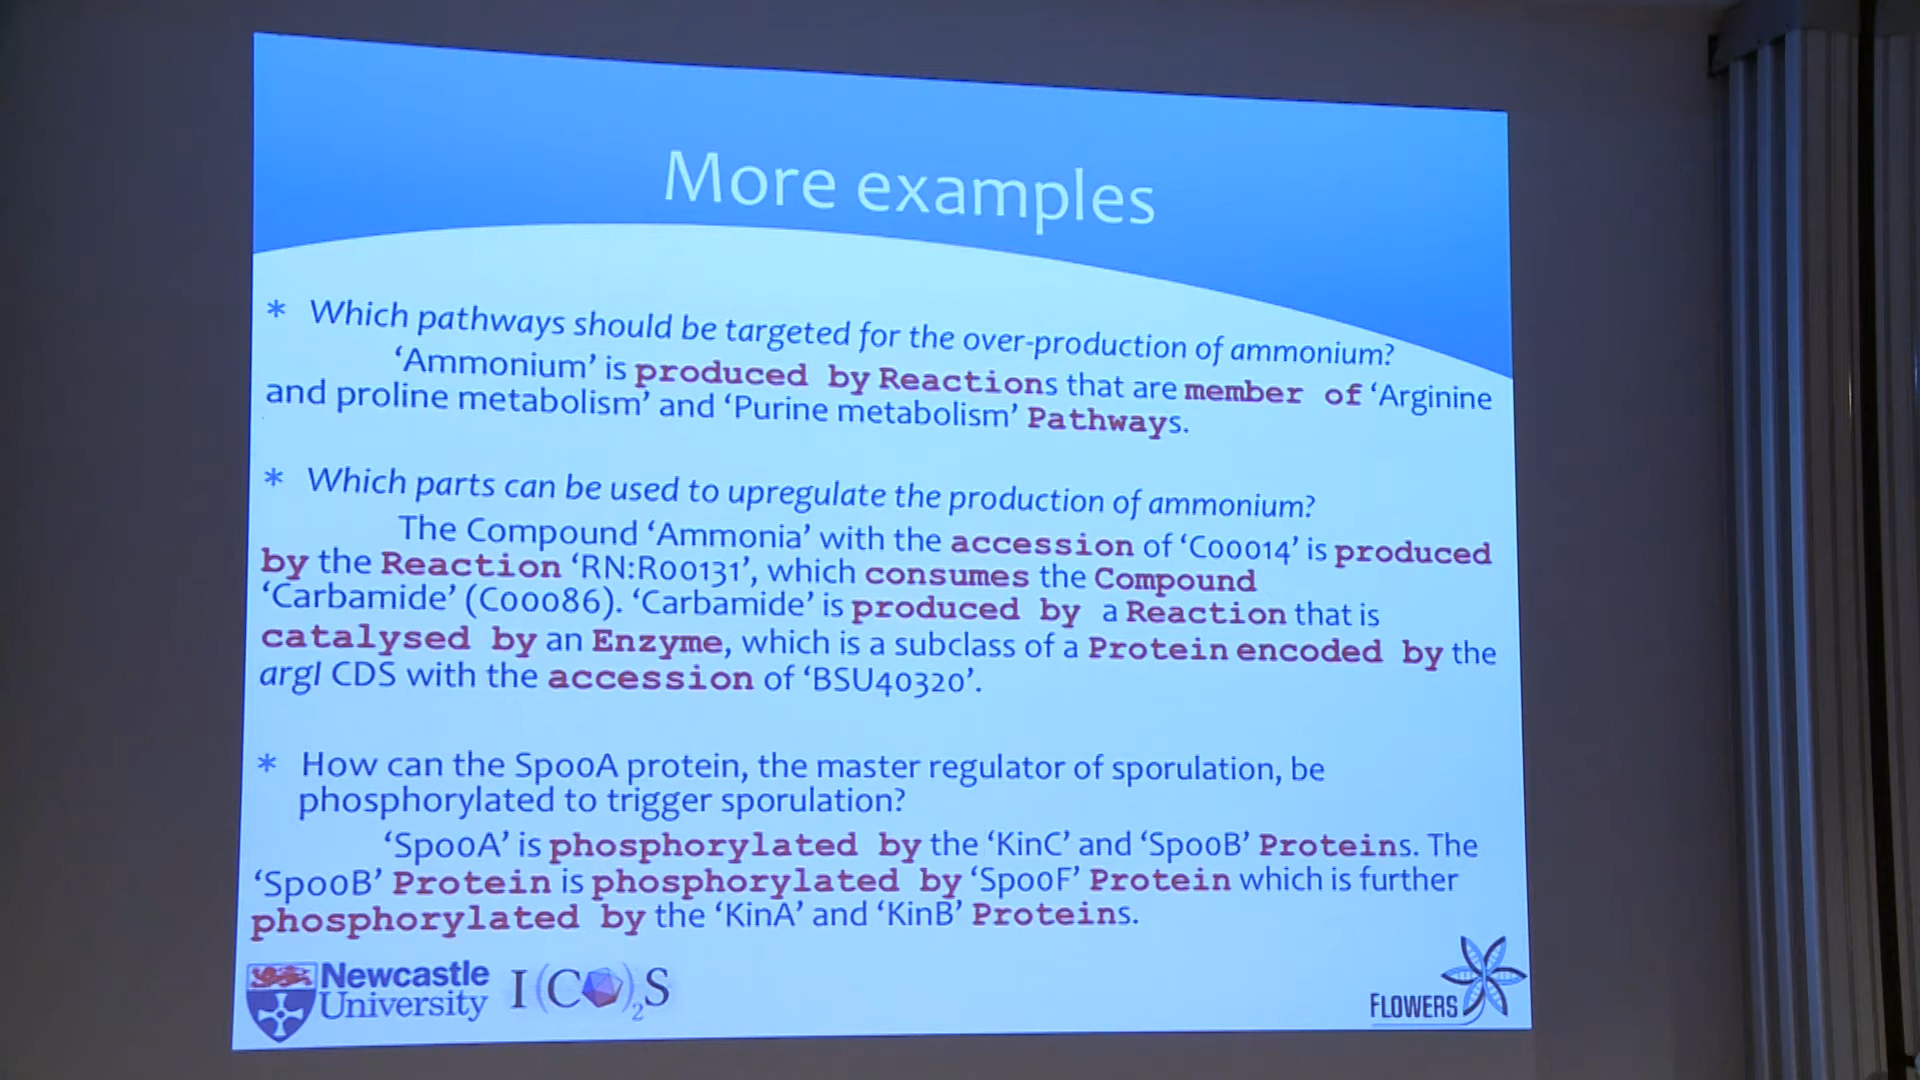 More examples
* Which pathways should be targeted for the over-production of ammonium?
‘Ammonium’ is produced by Reactions that are member of ‘Arginine
and proline metabolism’ and ‘Purine metabolism’ Pathways.
* Which parts can be used to upregulate the production of ammonium?
The Compound ‘Ammonia’ with the accession of ‘C00014’ is produced
by the Reaction ‘RN:R00131’, which consumes the Compound
‘Carbamide’ (C00086). ‘Carbamide’ is produced by a Reaction that is
catalysed by an Enzyme, which is a subclass of a Protein encoded by the
argI CDS with the accession of ‘BSU40320’.
* How can the Spo0A protein, the master regulator of sporulation, be
phosphorylated to trigger sporulation?
‘Spo0A’ is phosphorylated by the ‘KinC’ and ‘Spo0B’ Proteins. The
‘Spo0B’ Protein is phosphorylated by ‘Spo0F’ Protein which is further
phosphorylated by the ‘KinA’ and ‘KinB’ Proteins.
Newcastle
University
I(CO)2S
FLOWERS